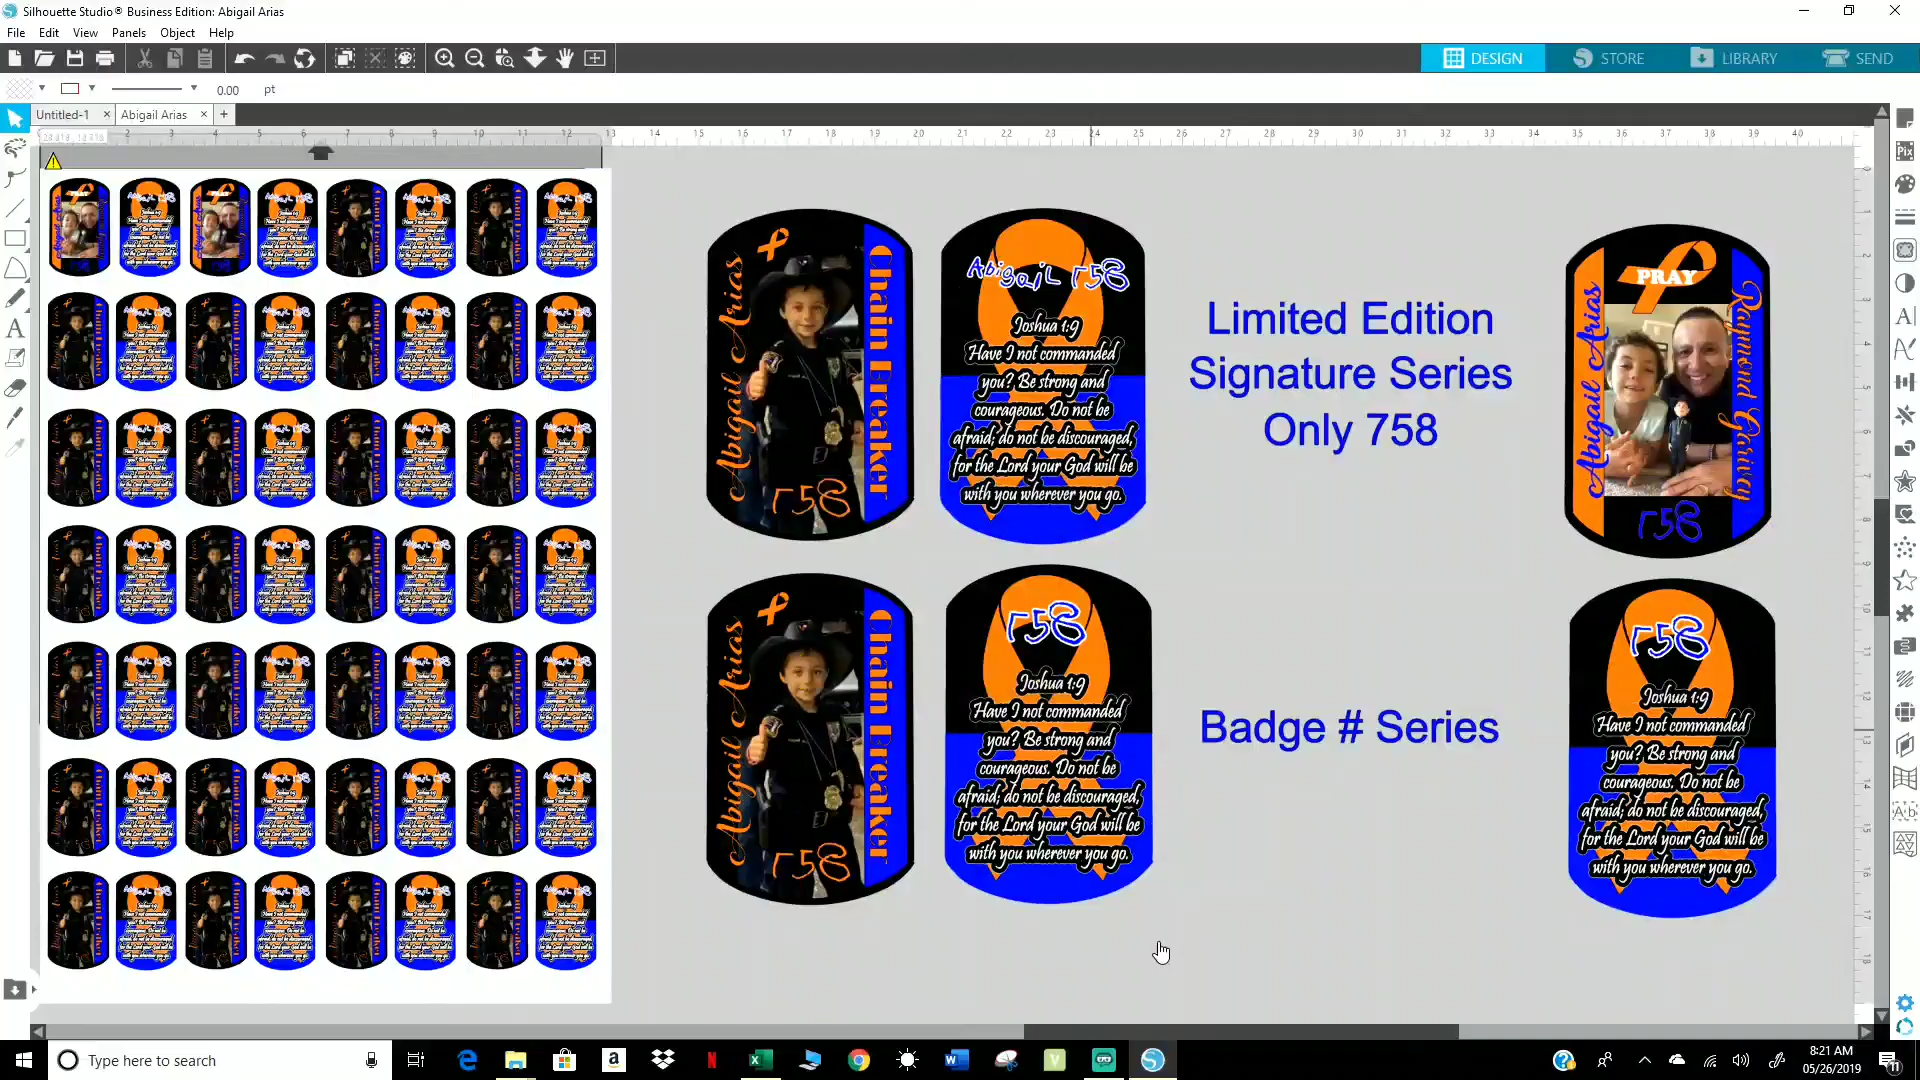 Silhouette Studio® Business Edition: Abigail Arias
File Edit View Panels Object Help
DESIGN STORE LIBRARY SEND
0.00 pt
Untitled-1 Abigail Arias
Abigail Arias
Chain Breaker
758
Abigail 758
Joshua 1:9
Have I not commanded
you? Be strong and
courageous. Do not be
afraid; do not be discouraged,
for the Lord your God will be
with you wherever you go.
Limited Edition
Signature Series
Only 758
PRAY
Abigail Arias
Raymond Garivey
758
Abigail Arias
Chain Breaker
758
758
Joshua 1:9
Have I not commanded
you? Be strong and
courageous. Do not be
afraid; do not be discouraged,
for the Lord your God will be
with you wherever you go.
Badge # Series
758
Joshua 1:9
Have I not commanded
you? Be strong and
courageous. Do not be
afraid; do not be discouraged,
for the Lord your God will be
with you wherever you go.
Type here to search
8:21 AM
05/26/2019